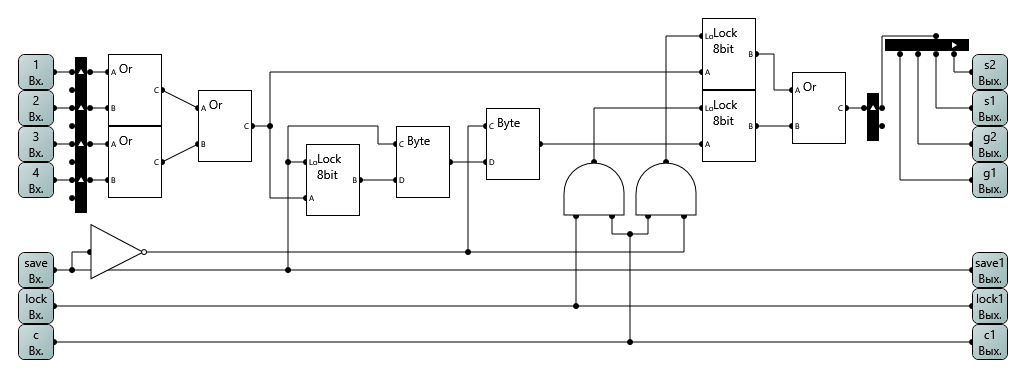 1
Вх.
2
Вх.
3
Вх.
4
Вх.
save
Вх.
lock
Вх.
c
Вх.
A Or
C
B
A Or
C
B
A Or
C
B
Lo Lock
8bit
B
A
C Byte
D
C Byte
D
Lo Lock
8bit
B
A
Lo Lock
8bit
B
A
A Or
C
B
s2
Вых.
s1
Вых.
g2
Вых.
g1
Вых.
save1
Вых.
lock1
Вых.
c1
Вых.